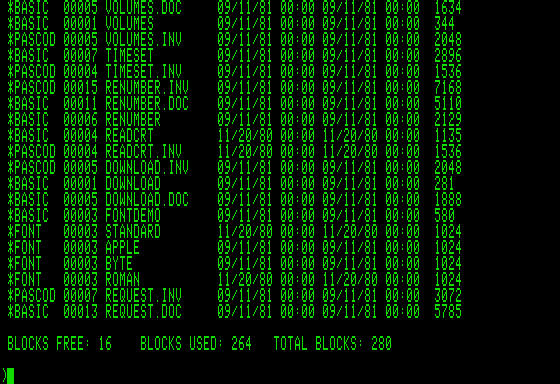 *BASIC 00005 VOLUMES.DOC 09/11/81 00:00 09/11/81 00:00 1634
*BASIC 00001 VOLUMES 09/11/81 00:00 09/11/81 00:00 344
*PASCOD 00005 VOLUMES.INV 09/11/81 00:00 09/11/81 00:00 2048
*BASIC 00007 TIMESET 09/11/81 00:00 09/11/81 00:00 2896
*PASCOD 00004 TIMESET.INV 09/11/81 00:00 09/11/81 00:00 1536
*PASCOD 00015 RENUMBER.INV 09/11/81 00:00 09/11/81 00:00 7168
*BASIC 00011 RENUMBER.DOC 09/11/81 00:00 09/11/81 00:00 5110
*BASIC 00006 RENUMBER 09/11/81 00:00 09/11/81 00:00 2129
*BASIC 00004 READCRT 11/20/80 00:00 11/20/80 00:00 1135
*PASCOD 00004 READCRT.INV 11/20/80 00:00 11/20/80 00:00 1536
*PASCOD 00005 DOWNLOAD.INV 09/11/81 00:00 09/11/81 00:00 2048
*BASIC 00001 DOWNLOAD 09/11/81 00:00 09/11/81 00:00 281
*BASIC 00005 DOWNLOAD.DOC 09/11/81 00:00 09/11/81 00:00 1888
*BASIC 00003 FONTDEMO 09/11/81 00:00 09/11/81 00:00 580
*FONT 00003 STANDARD 11/20/80 00:00 11/20/80 00:00 1024
*FONT 00003 APPLE 09/11/81 00:00 09/11/81 00:00 1024
*FONT 00003 BYTE 09/11/81 00:00 09/11/81 00:00 1024
*FONT 00003 ROMAN 11/20/80 00:00 11/20/80 00:00 1024
*PASCOD 00007 REQUEST.INV 09/11/81 00:00 09/11/81 00:00 3072
*BASIC 00013 REQUEST.DOC 09/11/81 00:00 09/11/81 00:00 5785
BLOCKS FREE: 16 BLOCKS USED: 264 TOTAL BLOCKS: 280
)